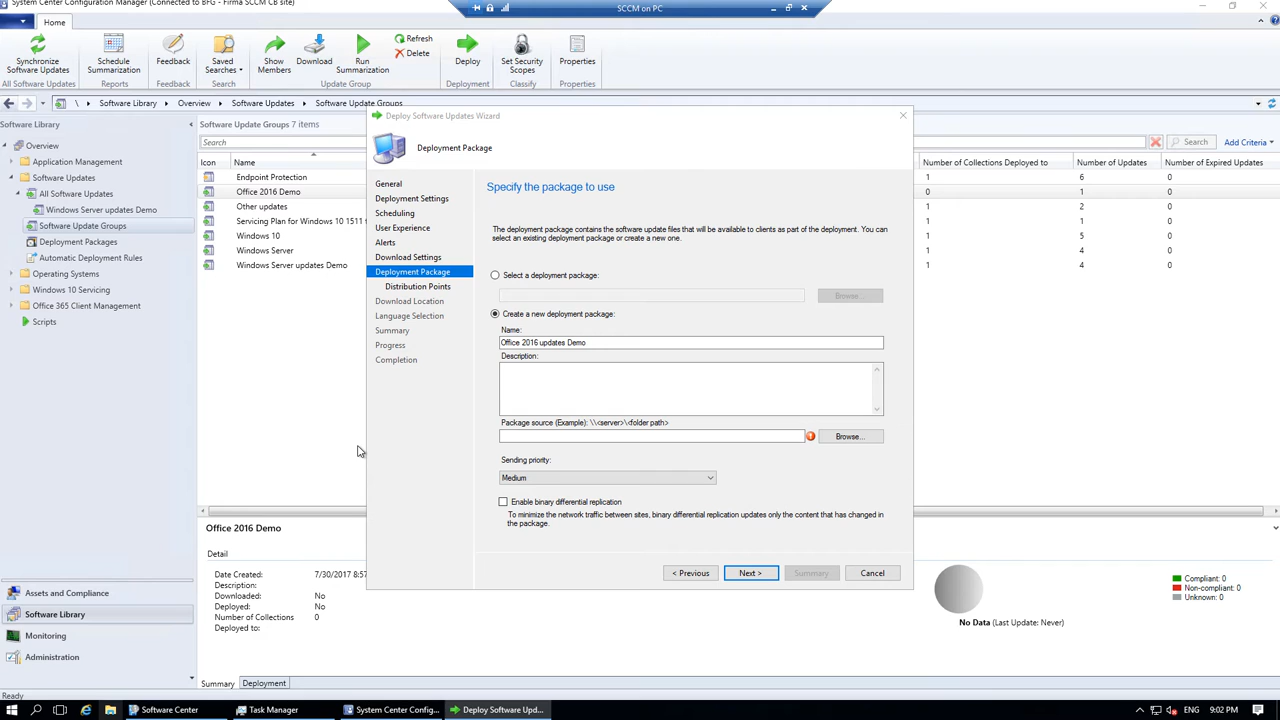 System Center Configuration Manager (Connected to BFG - Firma SCCM CB site)
SCCM on PC
Home
Synchronize Software Updates
Schedule Summarization
Feedback
Saved Searches
Show Members
Download
Run Summarization
Refresh
Delete
Deploy
Set Security Scopes
Properties
All Software Updates
Reports
Feedback
Search
Update Group
Deployment
Classify
Properties
\ Software Library Overview Software Updates Software Update Groups
Software Library
Overview
Application Management
Software Updates
All Software Updates
Windows Server updates Demo
Software Update Groups
Deployment Packages
Automatic Deployment Rules
Operating Systems
Windows 10 Servicing
Office 365 Client Management
Scripts
Assets and Compliance
Software Library
Monitoring
Administration
Software Update Groups 7 items
Search
Search
Add Criteria
Icon Name
Number of Collections Deployed to Number of Updates Number of Expired Updates
Endpoint Protection 1 6 0
Office 2016 Demo 0 1 0
Other updates 1 2 0
Servicing Plan for Windows 10 1511 1 1 0
Windows 10 1 5 0
Windows Server 1 4 0
Windows Server updates Demo 1 4 0
Deploy Software Updates Wizard
Deployment Package
General
Deployment Settings
Scheduling
User Experience
Alerts
Download Settings
Deployment Package
Distribution Points
Download Location
Language Selection
Summary
Progress
Completion
Specify the package to use
The deployment package contains the software update files that will be available to clients as part of the deployment. You can
select an existing deployment package or create a new one.
Select a deployment package:
Browse...
Create a new deployment package:
Name:
Office 2016 updates Demo
Description:
Package source (Example): \\<server>\<folder path>
Browse...
Sending priority:
Medium
Enable binary differential replication
To minimize the network traffic between sites, binary differential replication updates only the content that has changed in
the package.
< Previous
Next >
Summary
Cancel
Office 2016 Demo
Detail
Date Created: 7/30/2017 8:57
Description:
Downloaded: No
Deployed: No
Number of Collections 0
Deployed to:
No Data (Last Update: Never)
Compliant: 0
Non-compliant: 0
Unknown: 0
Summary Deployment
Ready
Software Center
Task Manager
System Center Config...
Deploy Software Upd...
ENG
9:02 PM